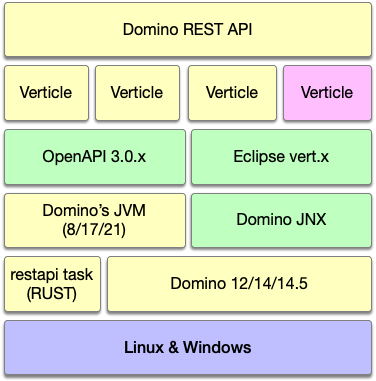 Domino REST API
Verticle
Verticle
Verticle
Verticle
OpenAPI 3.0.x
Eclipse vert.x
Domino's JVM
(8/17/21)
Domino JNX
restapi task
(RUST)
Domino 12/14/14.5
Linux & Windows